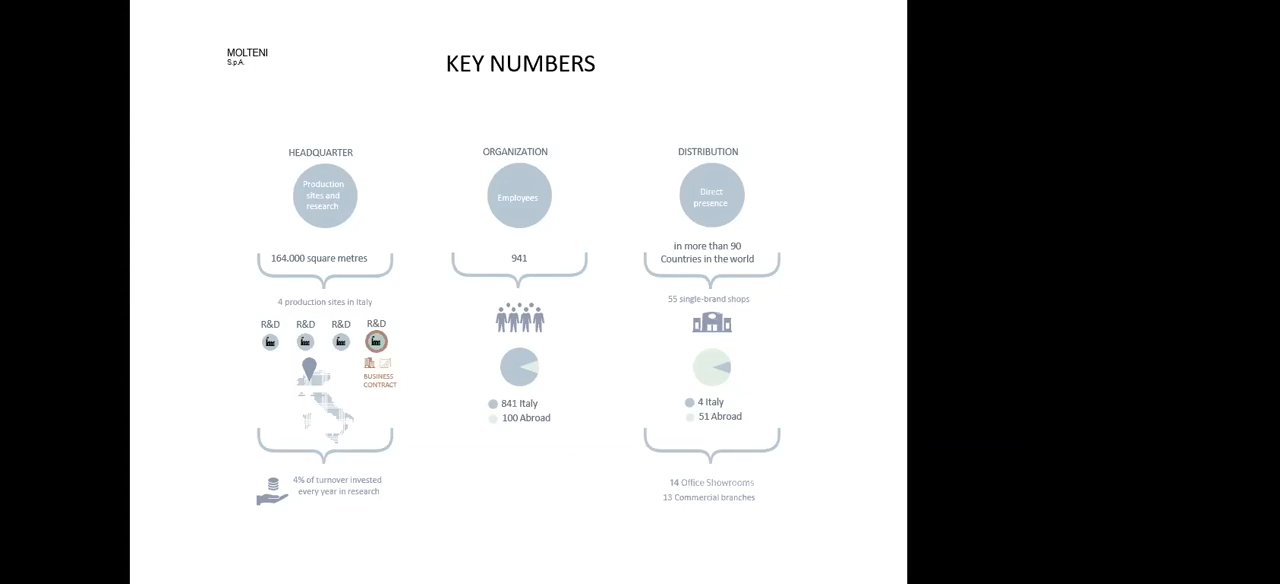 MOLTENI
S.p.A.
KEY NUMBERS
HEADQUARTER
Production
sites and
research
164.000 square metres
4 production sites in Italy
R&D R&D R&D R&D
BUSINESS
CONTRACT
4% of turnover invested
every year in research
ORGANIZATION
Employees
941
841 Italy
100 Abroad
DISTRIBUTION
Direct
presence
in more than 90
Countries in the world
55 single-brand shops
4 Italy
51 Abroad
14 Office Showrooms
13 Commercial branches